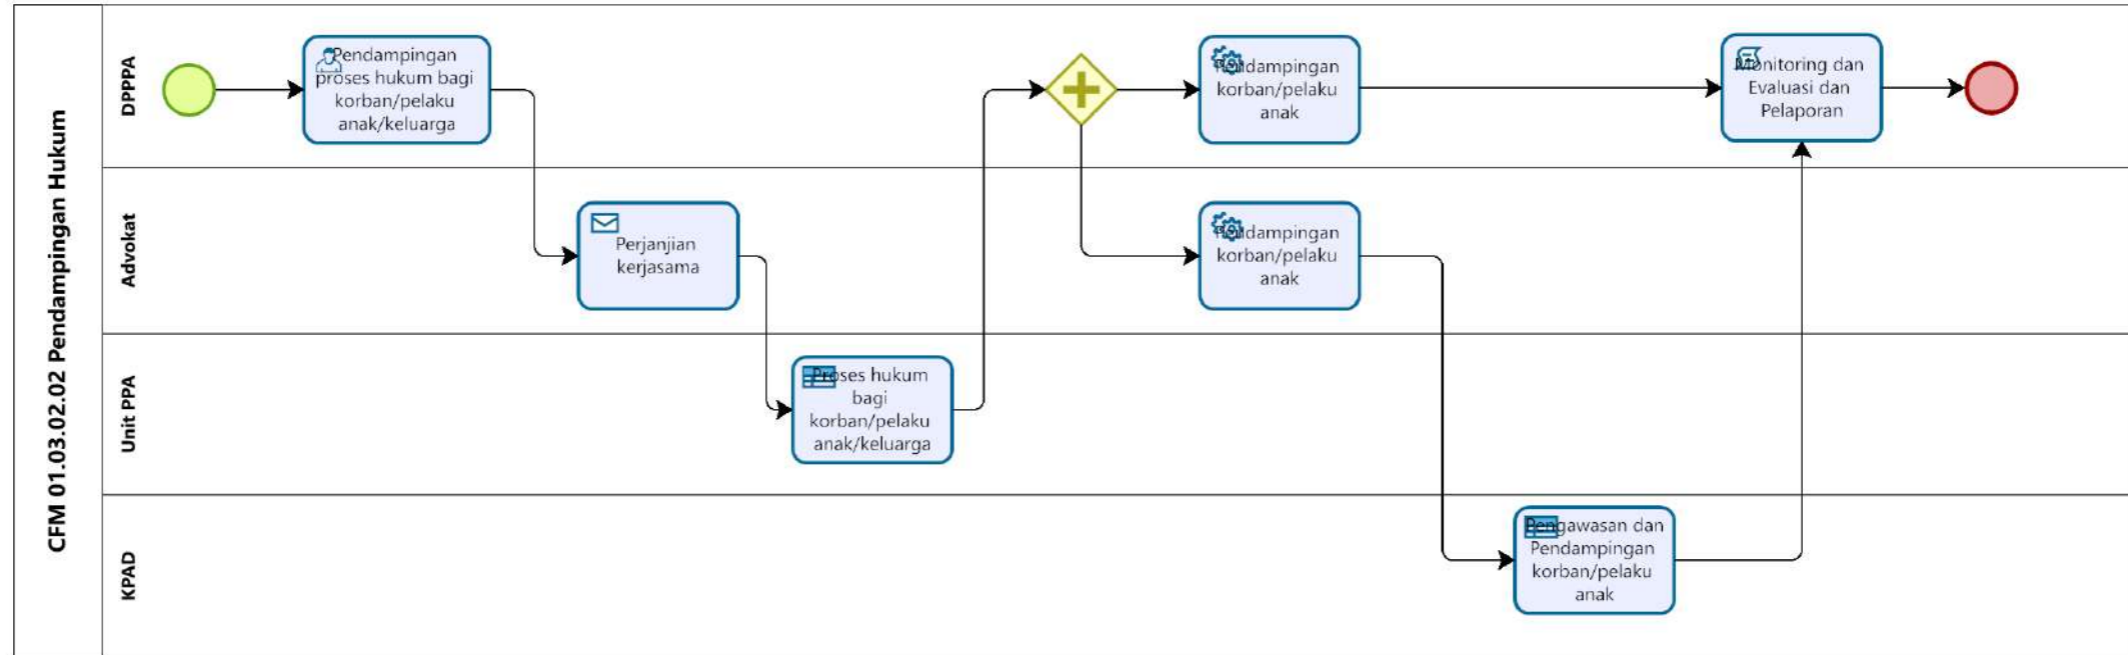 CFM 01.03.02.02 Pendampingan Hukum
DPPPA
Pendampingan
proses hukum bagi
korban/pelaku
anak/keluarga
Pendampingan
korban/pelaku
anak
Monitoring dan
Evaluasi dan
Pelaporan
Advokat
Perjanjian
kerjasama
Pendampingan
korban/pelaku
anak
Unit PPA
Proses hukum
bagi
korban/pelaku
anak/keluarga
KPAD
Pengawasan dan
Pendampingan
korban/pelaku
anak